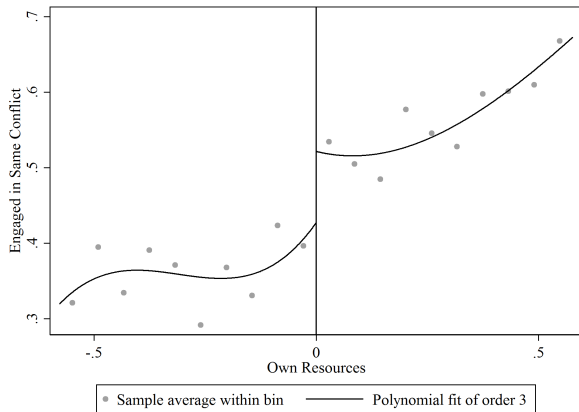 .7
.6
.5
.4
.3
Engaged in Same Conflict
-.5 0 .5
Own Resources
Sample average within bin Polynomial fit of order 3